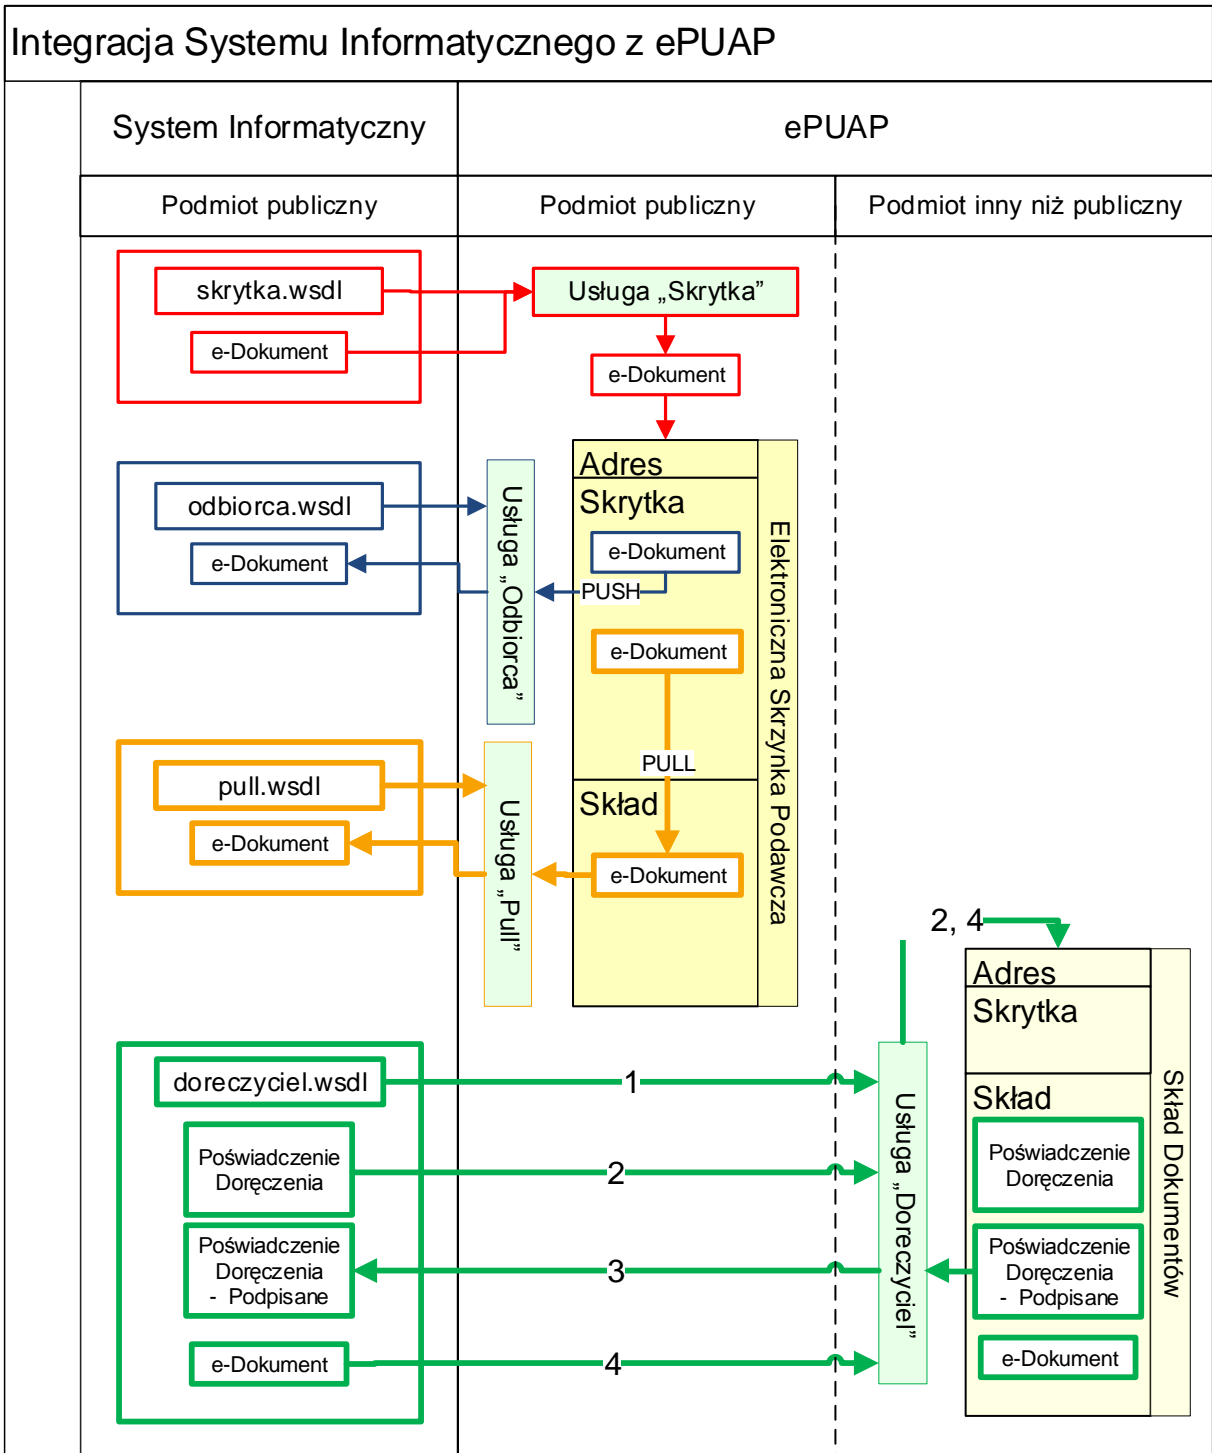 Integracja Systemu Informatycznego z ePUAP
System Informatyczny
ePUAP
Podmiot publiczny
Podmiot publiczny
Podmiot inny niż publiczny
skrytka.wsdl
e-Dokument
Usługa „Skrytka”
e-Dokument
odbiorca.wsdl
e-Dokument
Usługa „Odbiorca”
Adres
Skrytka
e-Dokument
PUSH
e-Dokument
PULL
Skład
e-Dokument
Elektroniczna Skrzynka Podawcza
pull.wsdl
e-Dokument
Usługa „Pull”
2, 4
Adres
Skrytka
Skład
Poświadczenie
Doręczenia
Poświadczenie
Doręczenia
- Podpisane
e-Dokument
Skład Dokumentów
doreczyciel.wsdl
1
Poświadczenie
Doręczenia
2
Poświadczenie
Doręczenia
- Podpisane
3
e-Dokument
4
Usługa „Doreczyciel”